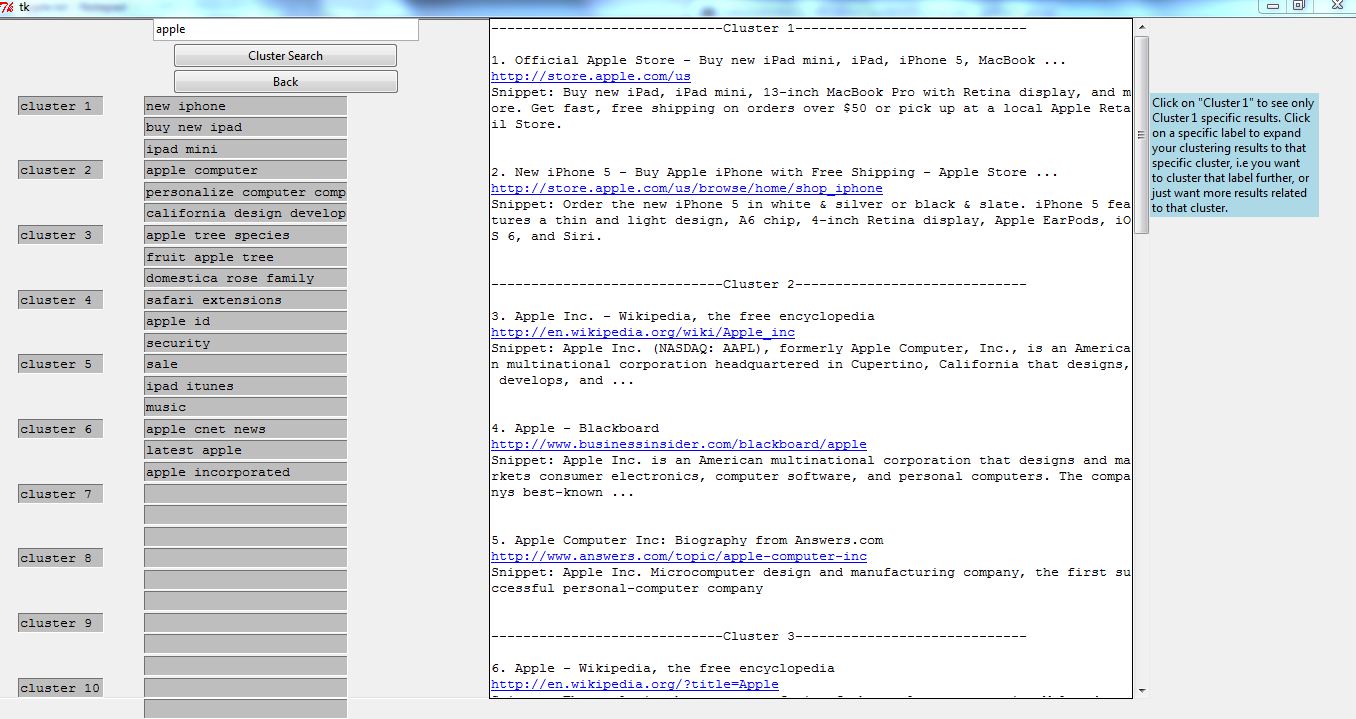 tk
apple
Cluster Search
Back
cluster 1
new iphone
buy new ipad
ipad mini
cluster 2
apple computer
personalize computer comp
california design develop
cluster 3
apple tree species
fruit apple tree
domestica rose family
cluster 4
safari extensions
apple id
security
cluster 5
sale
ipad itunes
music
cluster 6
apple cnet news
latest apple
apple incorporated
cluster 7
cluster 8
cluster 9
cluster 10
-----------------------------Cluster 1-----------------------------
1. Official Apple Store - Buy new iPad mini, iPad, iPhone 5, MacBook ...
http://store.apple.com/us
Snippet: Buy new iPad, iPad mini, 13-inch MacBook Pro with Retina display, and m
ore. Get fast, free shipping on orders over $50 or pick up at a local Apple Reta
il Store.
2. New iPhone 5 - Buy Apple iPhone with Free Shipping - Apple Store ...
http://store.apple.com/us/browse/home/shop_iphone
Snippet: Order the new iPhone 5 in white & silver or black & slate. iPhone 5 fea
tures a thin and light design, A6 chip, 4-inch Retina display, Apple EarPods, iO
S 6, and Siri.
-----------------------------Cluster 2-----------------------------
3. Apple Inc. - Wikipedia, the free encyclopedia
http://en.wikipedia.org/wiki/Apple_inc
Snippet: Apple Inc. (NASDAQ: AAPL), formerly Apple Computer, Inc., is an America
n multinational corporation headquartered in Cupertino, California that designs,
develops, and ...
4. Apple - Blackboard
http://www.businessinsider.com/blackboard/apple
Snippet: Apple Inc. is an American multinational corporation that designs and ma
rkets consumer electronics, computer software, and personal computers. The compa
nys best-known ...
5. Apple Computer Inc: Biography from Answers.com
http://www.answers.com/topic/apple-computer-inc
Snippet: Apple Inc. Microcomputer design and manufacturing company, the first su
ccessful personal-computer company
-----------------------------Cluster 3-----------------------------
6. Apple - Wikipedia, the free encyclopedia
http://en.wikipedia.org/?title=Apple
Click on "Cluster1" to see only
Cluster1 specific results. Click
on a specific label to expand
your clustering results to that
specific cluster, i.e you want
to cluster that label further, or
just want more results related
to that cluster.